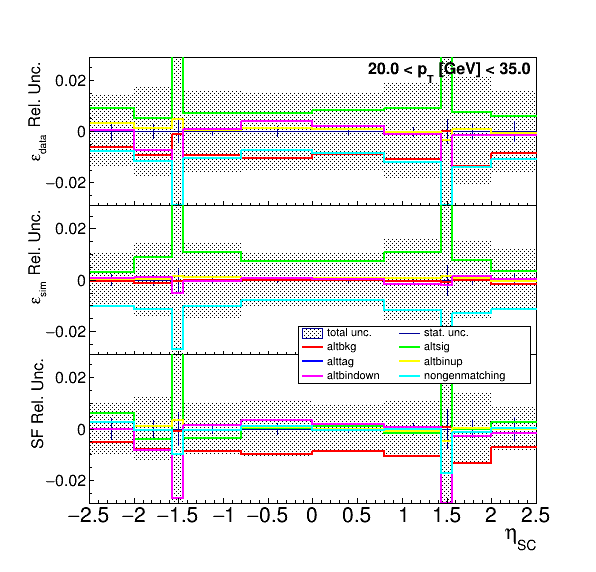 20.0 < p_T [GeV] < 35.0
ε_data Rel. Unc.
0.02
0
−0.02
ε_sim Rel. Unc.
0.02
0
−0.02
total unc. stat. unc.
altbkg altsig
alttag altbinup
altbindown nongenmatching
SF Rel. Unc.
0.02
0
−0.02
−2.5 −2 −1.5 −1 −0.5 0 0.5 1 1.5 2 2.5
η_SC